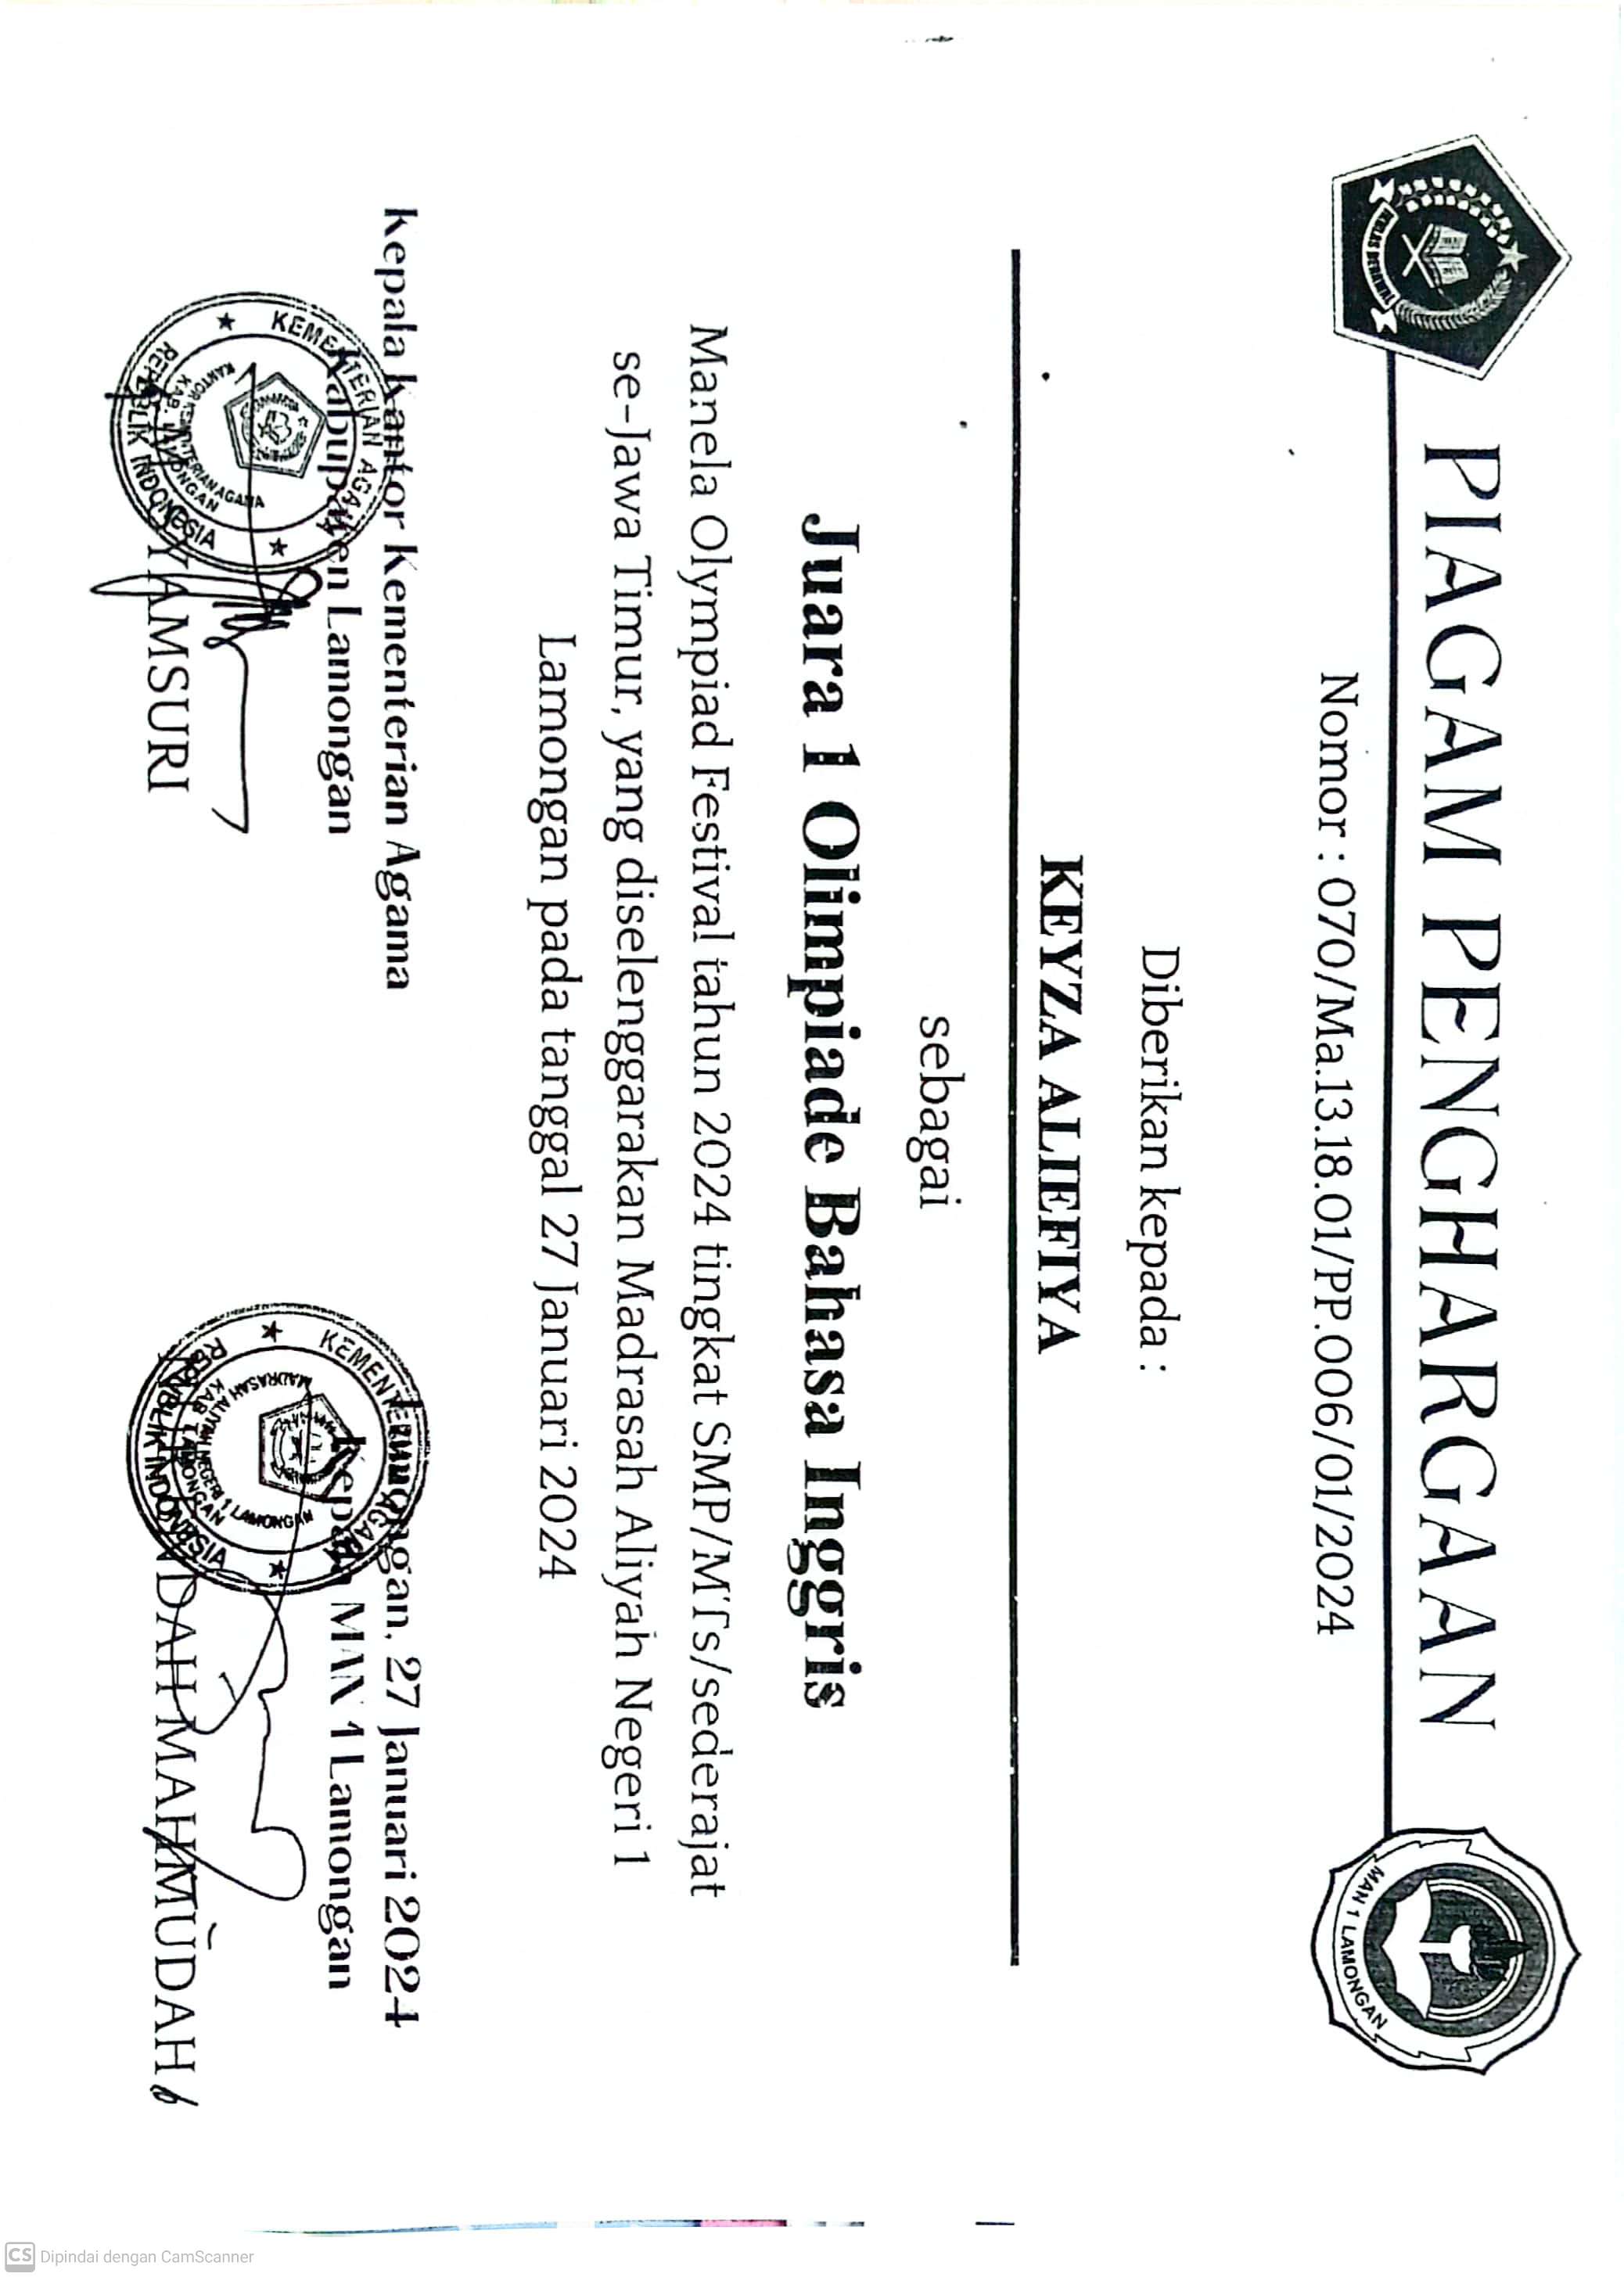 PIAGAM PENGHARGAAN
Nomor : 070/Ma.13.18.01/PP.006/01/2024
IKHLAS BERAMAL
MAN 1 LAMONGAN
Diberikan kepada :
KEYZA ALIEFIYA
sebagai
Juara 1 Olimpiade Bahasa Inggris
Manela Olympiad Festival tahun 2024 tingkat SMP/MTs/sederajat
se-Jawa Timur, yang diselenggarakan Madrasah Aliyah Negeri 1
Lamongan pada tanggal 27 Januari 2024
Kepala Kantor Kementerian Agama
Kabupaten Lamongan
KEMENTERIAN AGAMA
KANTOR KEMENTERIAN AGAMA
KAB. LAMONGAN
REPUBLIK INDONESIA
YAMSURI
Lamongan, 27 Januari 2024
Kepala MAN 1 Lamongan
KEMENTERIAN AGAMA
MADRASAH ALIYAH NEGERI 1 LAMONGAN
KAB. LAMONGAN
REPUBLIK INDONESIA
NDAH MAHMUDAH
CS Dipindai dengan CamScanner